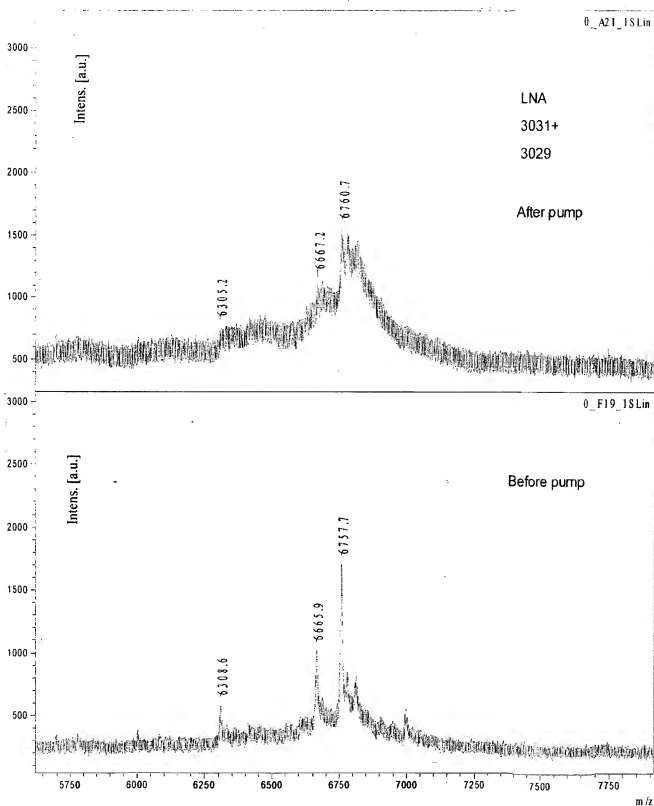 0_A21_1SLin
3000
Intens. [a.u.]
2500
2000
1500
1000
500
LNA
3031+
3029
After pump
6305.2
6667.2
6760.7
0_F19_1SLin
3000
Intens. [a.u.]
2500
2000
1500
1000
500
Before pump
6308.6
6665.9
6757.7
5750 6000 6250 6500 6750 7000 7250 7500 7750
m/z